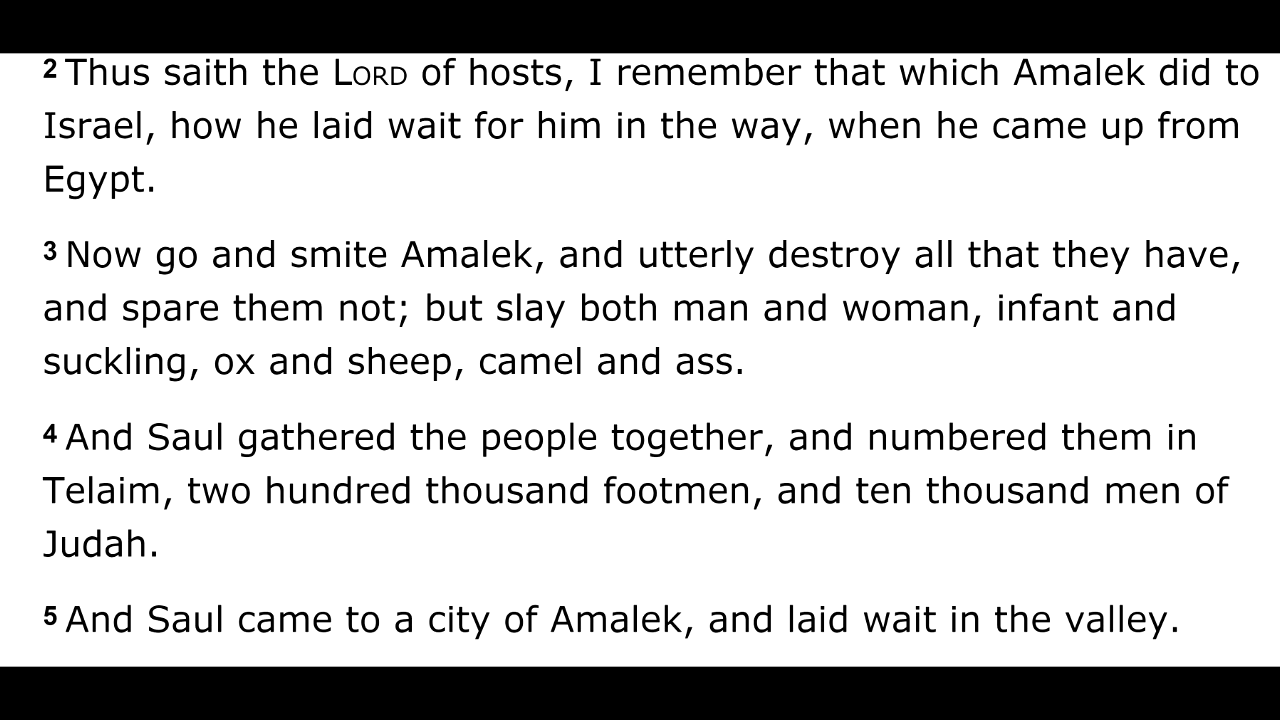 2 Thus saith the LORD of hosts, I remember that which Amalek did to
Israel, how he laid wait for him in the way, when he came up from
Egypt.
3 Now go and smite Amalek, and utterly destroy all that they have,
and spare them not; but slay both man and woman, infant and
suckling, ox and sheep, camel and ass.
4 And Saul gathered the people together, and numbered them in
Telaim, two hundred thousand footmen, and ten thousand men of
Judah.
5 And Saul came to a city of Amalek, and laid wait in the valley.